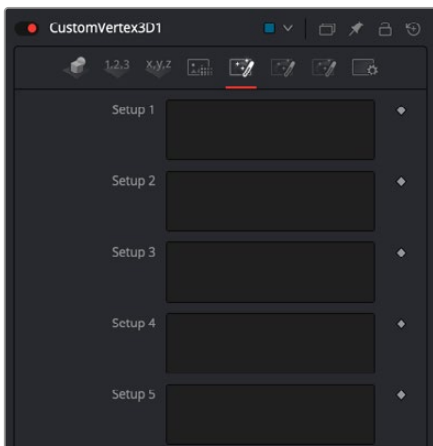 CustomVertex3D1
1,2,3 x,y,z
Setup 1
Setup 2
Setup 3
Setup 4
Setup 5